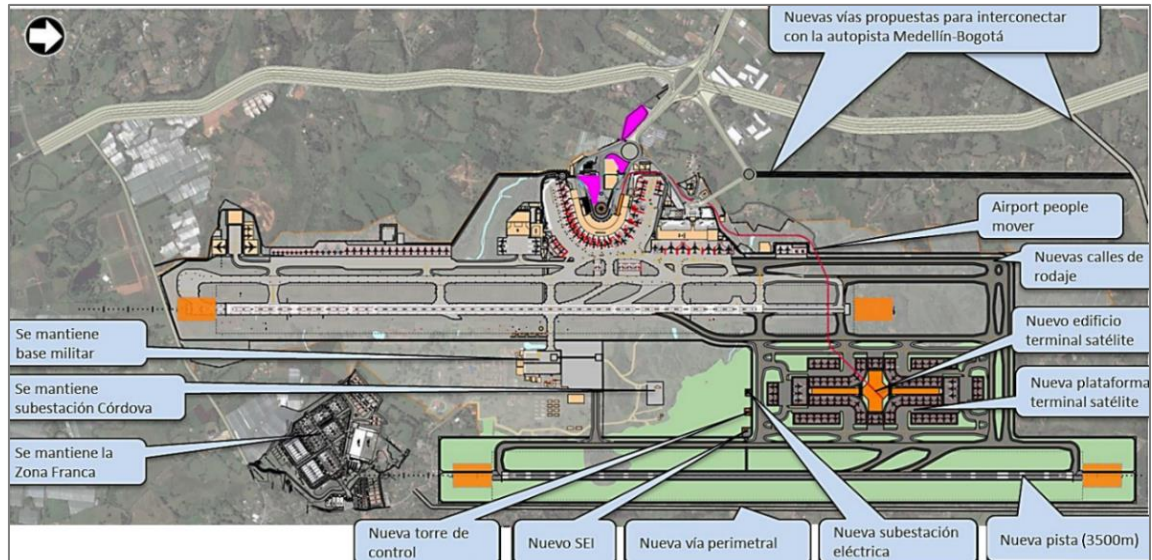 Nuevas vías propuestas para interconectar
con la autopista Medellín-Bogotá
Airport people
mover
Nuevas calles de
rodaje
Nuevo edificio
terminal satélite
Nueva plataforma
terminal satélite
Se mantiene
base militar
Se mantiene
subestación Córdova
Se mantiene la
Zona Franca
Nueva torre de
control
Nuevo SEI
Nueva vía perimetral
Nueva subestación
eléctrica
Nueva pista (3500m)